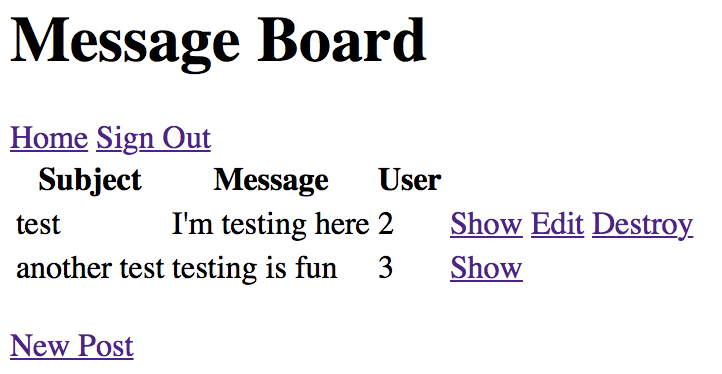 Message Board
Home Sign Out
Subject Message User
test I'm testing here 2 Show Edit Destroy
another test testing is fun 3 Show
New Post